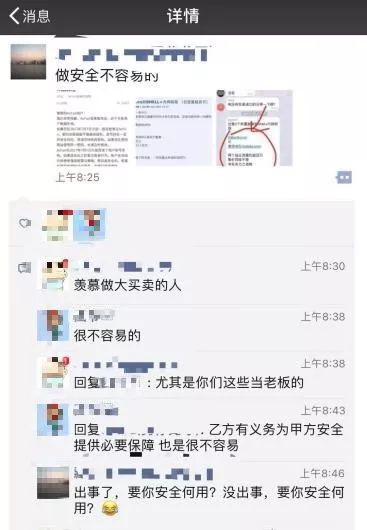 消息
详情
做安全不容易的
上午8:25
上午8:30
羡慕做大买卖的人
上午8:38
很不容易的
上午8:38
回复 : 尤其是你们这些当老板的
上午8:43
回复 : 乙方有义务为甲方安全
提供必要保障 也是很不容易
上午8:46
出事了，要你安全何用？没出事，要你安全何
用？😂